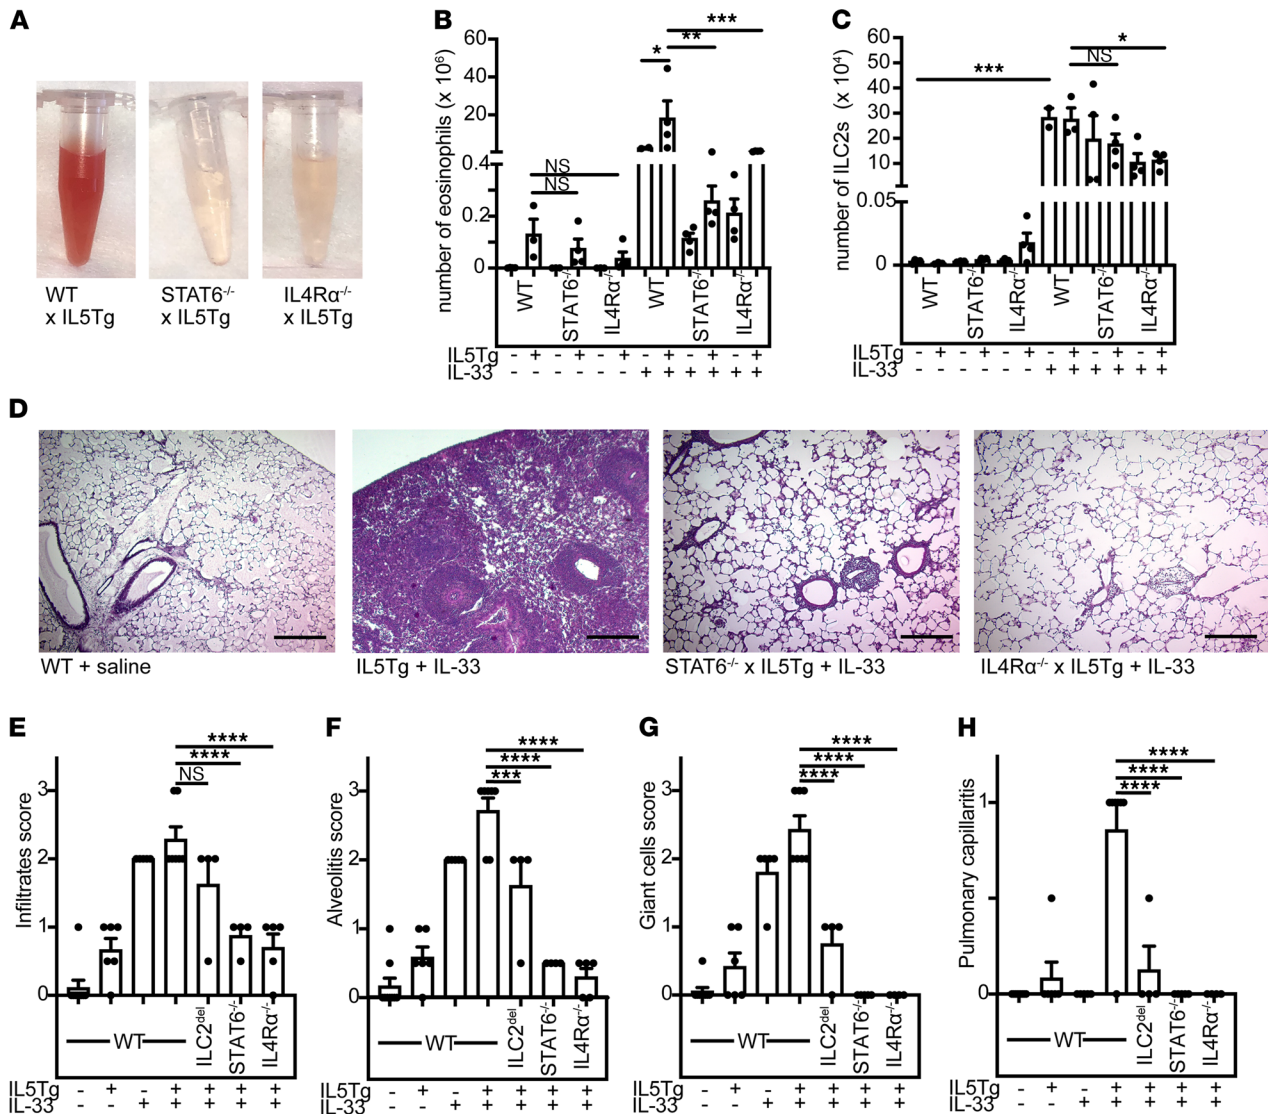 A
WT
x IL5Tg
STAT6-/-
x IL5Tg
IL4Rα-/-
x IL5Tg
B
number of eosinophils (x 10⁶)
60
40
20
0.4
0.2
0
NS
NS
*
**
***
WT
STAT6-/-
IL4Rα-/-
WT
STAT6-/-
IL4Rα-/-
IL5Tg - + - + - + - + - + - +
IL-33 - - - - - - + + + + + +
C
number of ILC2s (x 10⁴)
60
50
40
30
20
10
0.05
0
***
NS
*
WT
STAT6-/-
IL4Rα-/-
WT
STAT6-/-
IL4Rα-/-
IL5Tg - + - + - + - + - + - +
IL-33 - - - - - - + + + + + +
D
WT + saline
IL5Tg + IL-33
STAT6-/- x IL5Tg + IL-33
IL4Rα-/- x IL5Tg + IL-33
E
Infiltrates score
3
2
1
0
****
****
NS
WT
ILC2del
STAT6-/-
IL4Rα-/-
IL5Tg - + - + + + +
IL-33 - - + + + + +
F
Alveolitis score
3
2
1
0
****
****
***
WT
ILC2del
STAT6-/-
IL4Rα-/-
IL5Tg - + - + + + +
IL-33 - - + + + + +
G
Giant cells score
3
2
1
0
****
****
****
WT
ILC2del
STAT6-/-
IL4Rα-/-
IL5Tg - + - + + + +
IL-33 - - + + + + +
H
Pulmonary capillaritis
1
0
****
****
****
WT
ILC2del
STAT6-/-
IL4Rα-/-
IL5Tg - + - + + + +
IL-33 - - + + + + +